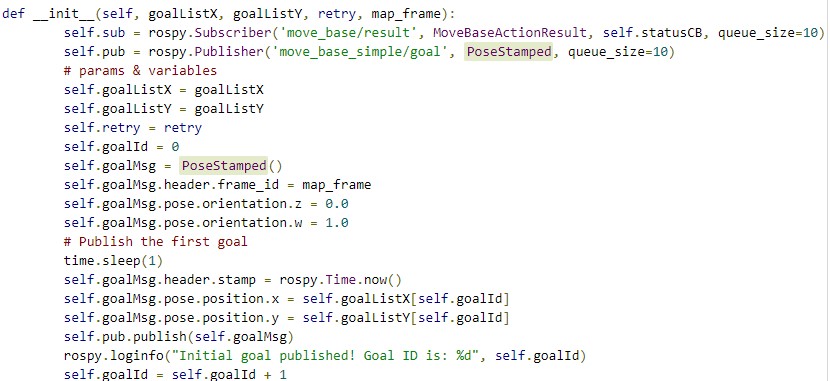 def __init__(self, goalListX, goalListY, retry, map_frame):
        self.sub = rospy.Subscriber('move_base/result', MoveBaseActionResult, self.statusCB, queue_size=10)
        self.pub = rospy.Publisher('move_base_simple/goal', PoseStamped, queue_size=10)
        # params & variables
        self.goalListX = goalListX
        self.goalListY = goalListY
        self.retry = retry
        self.goalId = 0
        self.goalMsg = PoseStamped()
        self.goalMsg.header.frame_id = map_frame
        self.goalMsg.pose.orientation.z = 0.0
        self.goalMsg.pose.orientation.w = 1.0
        # Publish the first goal
        time.sleep(1)
        self.goalMsg.header.stamp = rospy.Time.now()
        self.goalMsg.pose.position.x = self.goalListX[self.goalId]
        self.goalMsg.pose.position.y = self.goalListY[self.goalId]
        self.pub.publish(self.goalMsg)
        rospy.loginfo("Initial goal published! Goal ID is: %d", self.goalId)
        self.goalId = self.goalId + 1